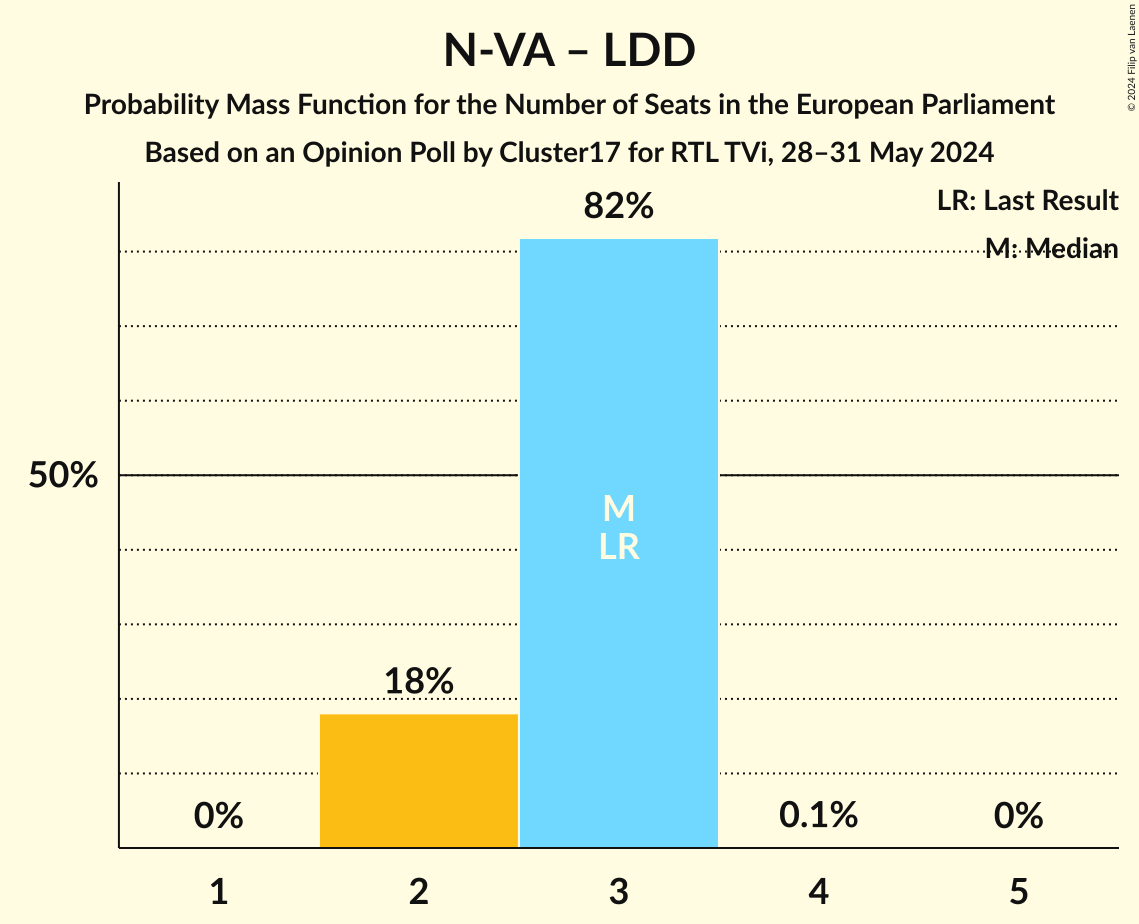 N-VA – LDD
Probability Mass Function for the Number of Seats in the European Parliament
Based on an Opinion Poll by Cluster17 for RTL TVi, 28–31 May 2024
© 2024 Filip van Laenen
LR: Last Result
M: Median
82%
50%
M
LR
18%
0%
0.1%
0%
1
2
3
4
5